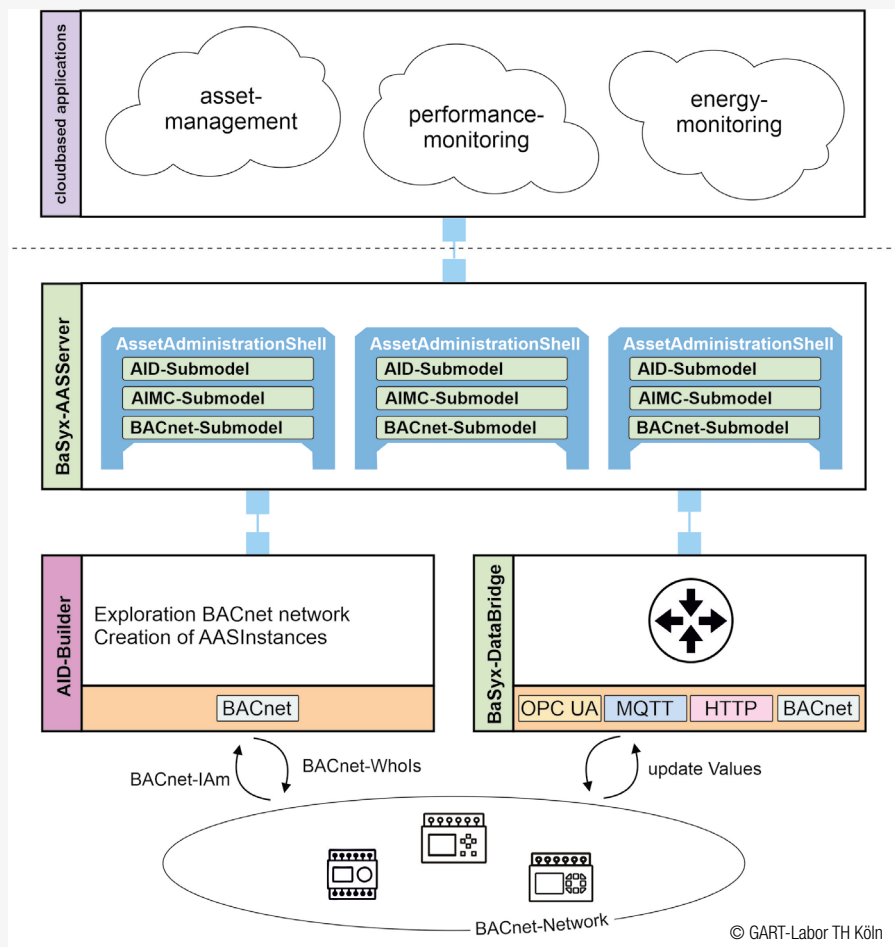 cloudbased applications
asset-
management
performance-
monitoring
energy-
monitoring
BaSyx-AASServer
AssetAdministrationShell
AID-Submodel
AIMC-Submodel
BACnet-Submodel
AssetAdministrationShell
AID-Submodel
AIMC-Submodel
BACnet-Submodel
AssetAdministrationShell
AID-Submodel
AIMC-Submodel
BACnet-Submodel
AID-Builder
Exploration BACnet network
Creation of AASInstances
BACnet
BaSyx-DataBridge
OPC UA
MQTT
HTTP
BACnet
BACnet-IAm
BACnet-WhoIs
update Values
BACnet-Network
© GART-Labor TH Köln